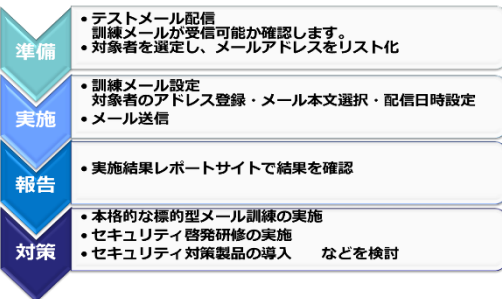 準備
• テストメール配信
訓練メールが受信可能か確認します。
• 対象者を選定し、メールアドレスをリスト化
実施
• 訓練メール設定
対象者のアドレス登録・メール本文選択・配信日時設定
• メール送信
報告
• 実施結果レポートサイトで結果を確認
対策
• 本格的な標的型メール訓練の実施
• セキュリティ啓発研修の実施
• セキュリティ対策製品の導入　　などを検討